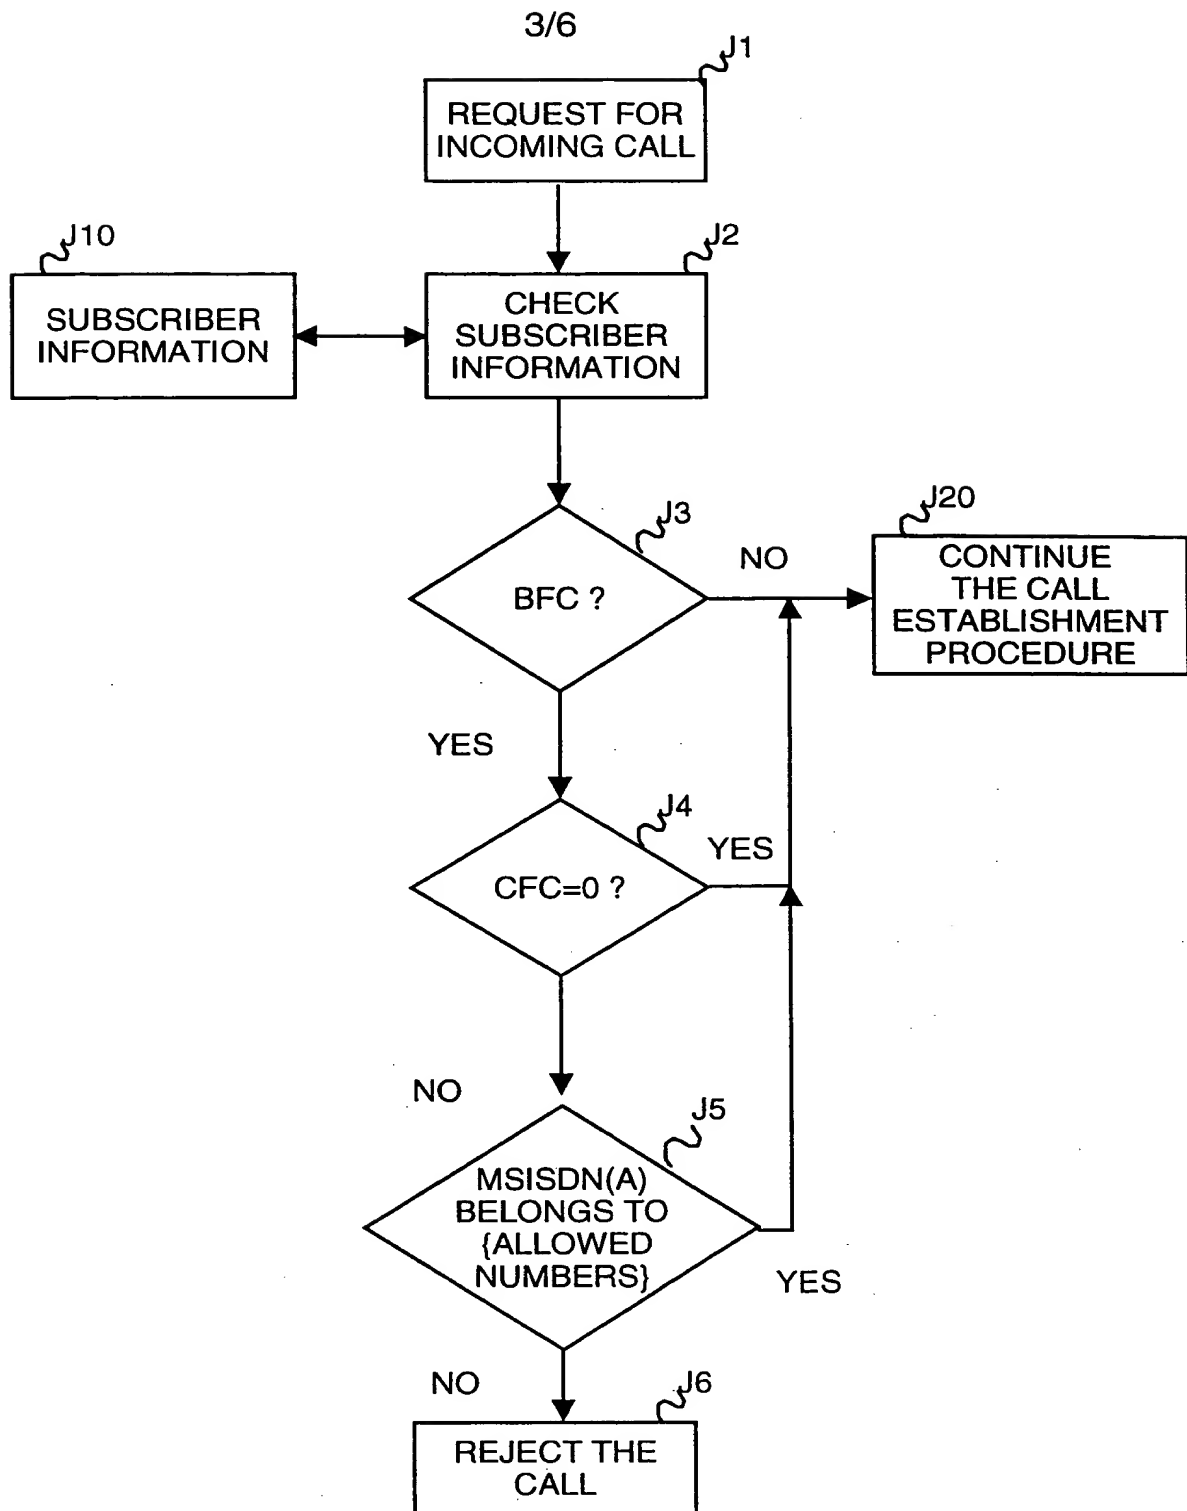 3/6
J1
REQUEST FOR
INCOMING CALL
J10
SUBSCRIBER
INFORMATION
J2
CHECK
SUBSCRIBER
INFORMATION
J3
BFC ?
NO
J20
CONTINUE
THE CALL
ESTABLISHMENT
PROCEDURE
YES
J4
CFC=0 ?
YES
NO
J5
MSISDN(A)
BELONGS TO
{ALLOWED
NUMBERS}
YES
NO
J6
REJECT THE
CALL